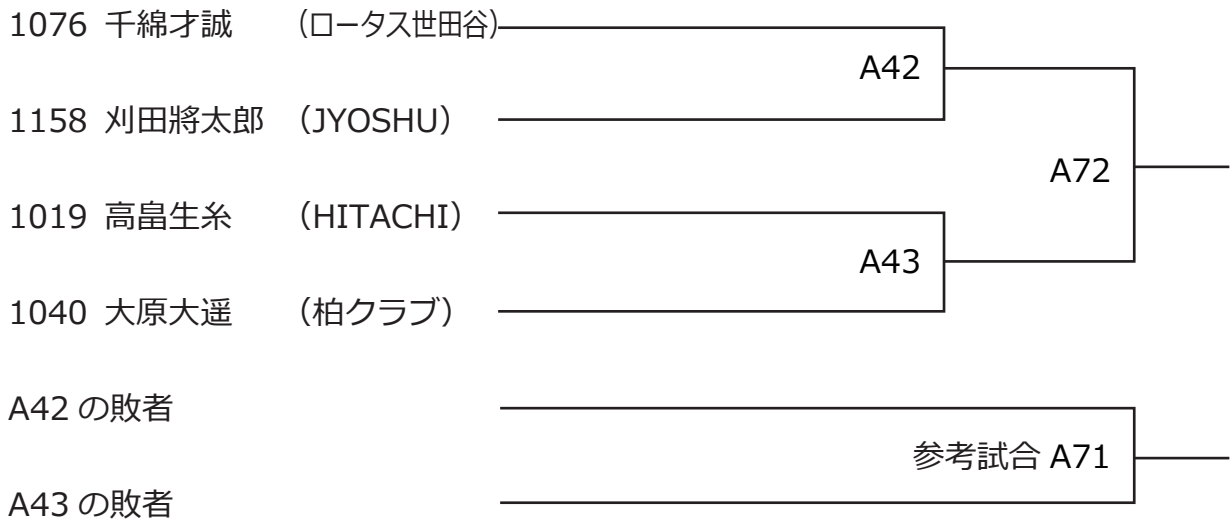 1076 千綿才誠 （ロータス世田谷）
A42
1158 刈田將太郎 （JYOSHU）
A72
1019 高畠生糸 （HITACHI）
A43
1040 大原大遥 （柏クラブ）
A42 の敗者
参考試合 A71
A43 の敗者